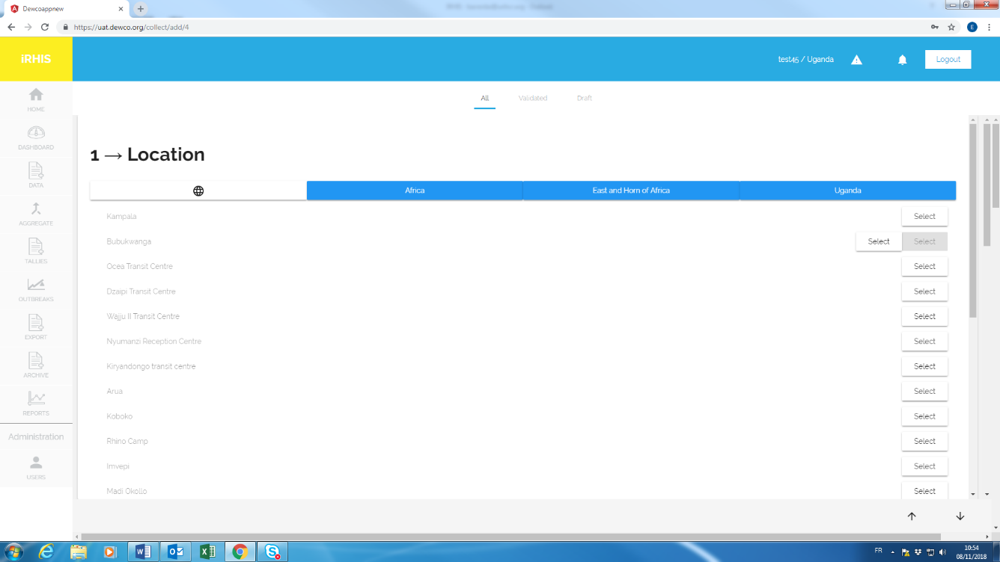 Dewcoappnew
https://uat.dewco.org/collect/add/4
E
iRHIS
test45 / Uganda
Logout
All
Validated
Draft
HOME
DASHBOARD
DATA
AGGREGATE
TALLIES
OUTBREAKS
EXPORT
ARCHIVE
REPORTS
Administration
USERS
1 → Location
Africa
East and Horn of Africa
Uganda
Kampala Select
Bubukwanga Select Select
Ocea Transit Centre Select
Dzaipi Transit Centre Select
Wajju II Transit Centre Select
Nyumanzi Reception Centre Select
Kiryandongo transit centre Select
Arua Select
Koboko Select
Rhino Camp Select
Imvepi Select
Madi Okollo Select
FR
10:54
08/11/2018